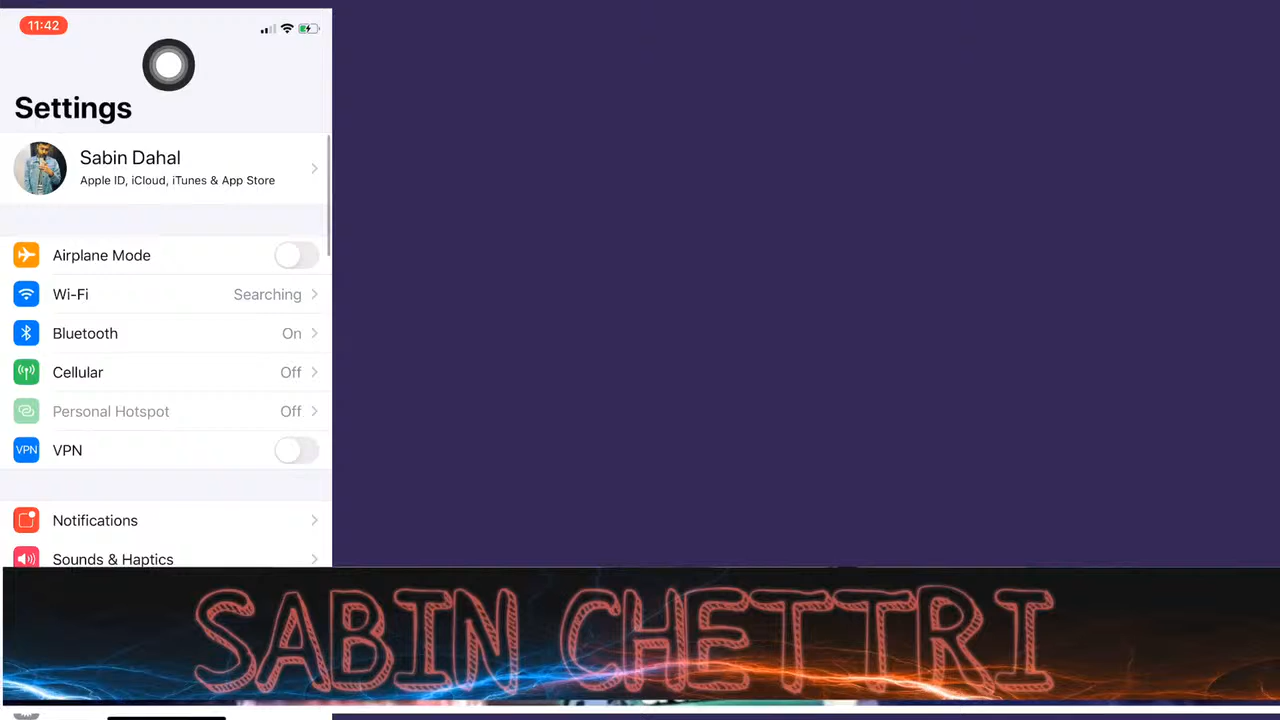 11:42
Settings
Sabin Dahal
Apple ID, iCloud, iTunes & App Store
Airplane Mode
Wi-Fi Searching
Bluetooth On
Cellular Off
Personal Hotspot Off
VPN VPN
Notifications
Sounds & Haptics
SABIN CHETTRI